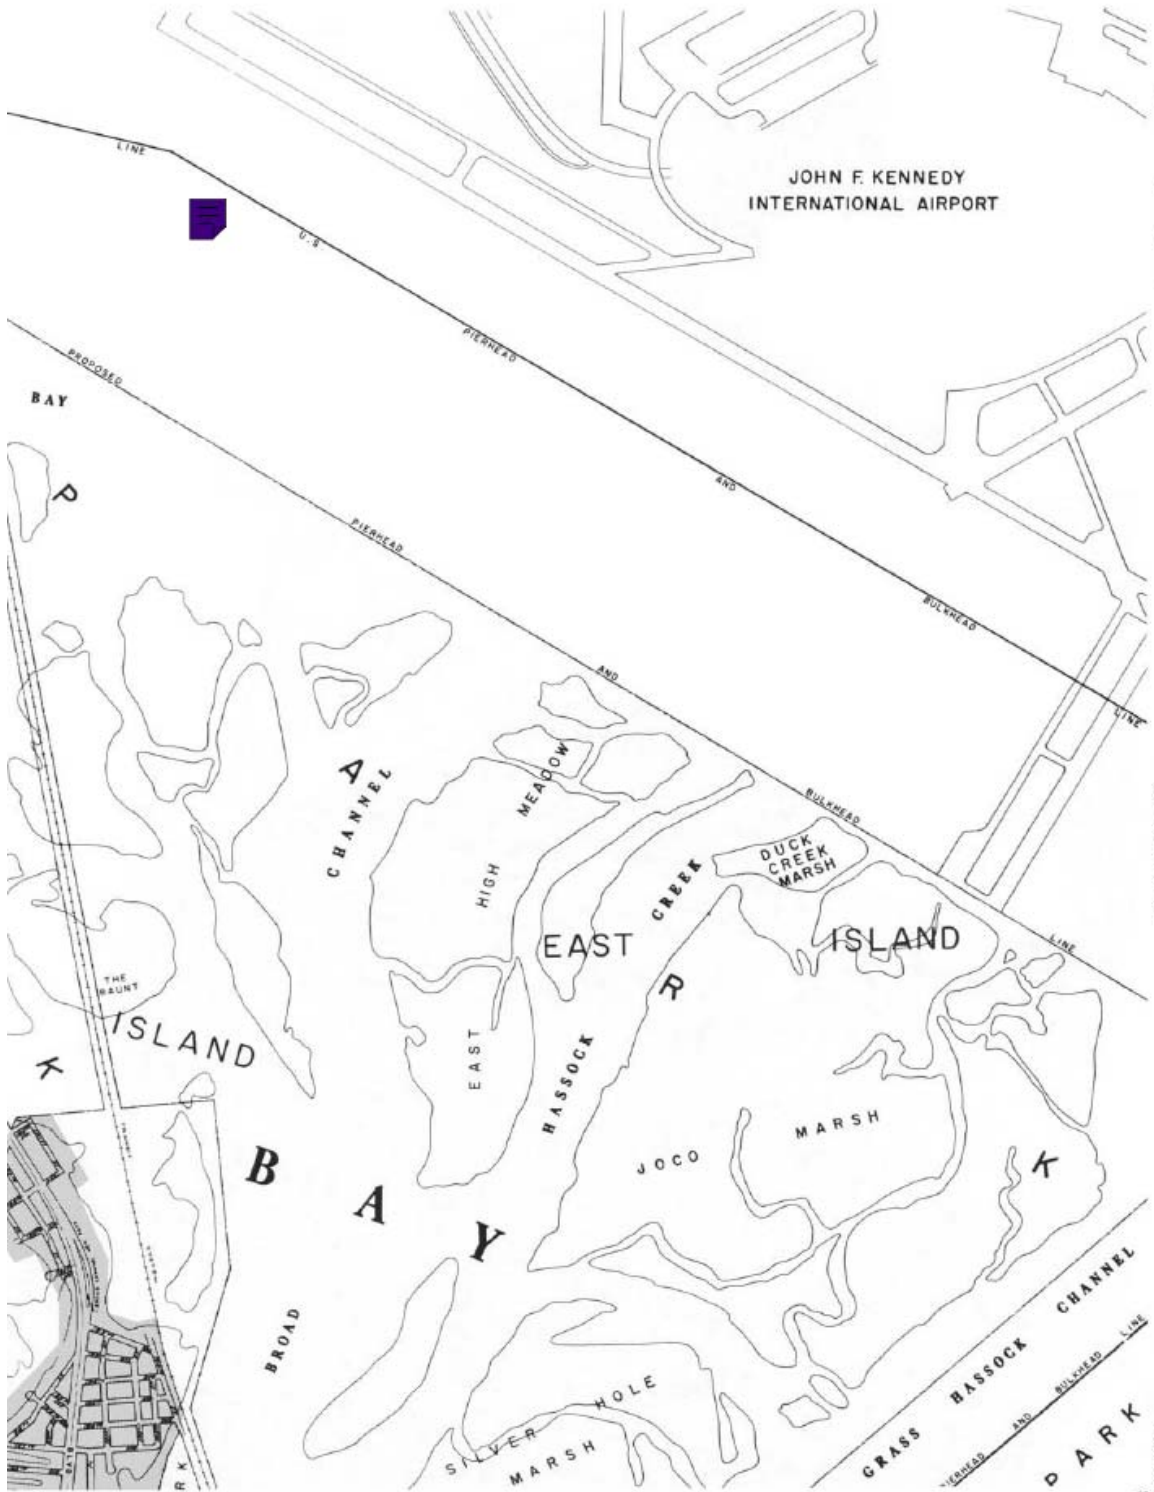 JOHN F. KENNEDY
INTERNATIONAL AIRPORT
LINE
U.S
PIERHEAD
AND
BULKHEAD
LINE
PROPOSED
PIERHEAD
AND
BULKHEAD
LINE
BAY
P
A
R
K
CHANNEL
MEADOW
HIGH
EAST
CREEK
HASSOCK
DUCK
CREEK
MARSH
EAST
ISLAND
THE
RAUNT
ISLAND
K
B A Y
JOCO
MARSH
BROAD
SILVER HOLE
MARSH
GRASS HASSOCK CHANNEL
PIERHEAD AND BULKHEAD LINE
PARK